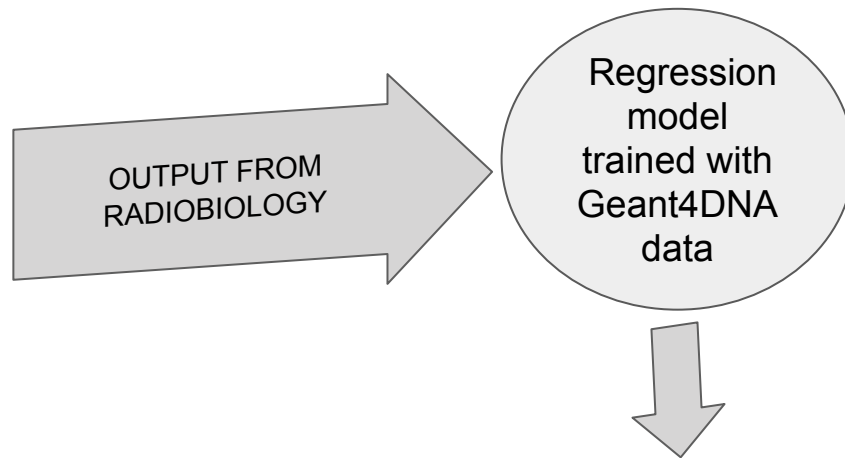 OUTPUT FROM
RADIOBIOLOGY
Regression
model
trained with
Geant4DNA
data